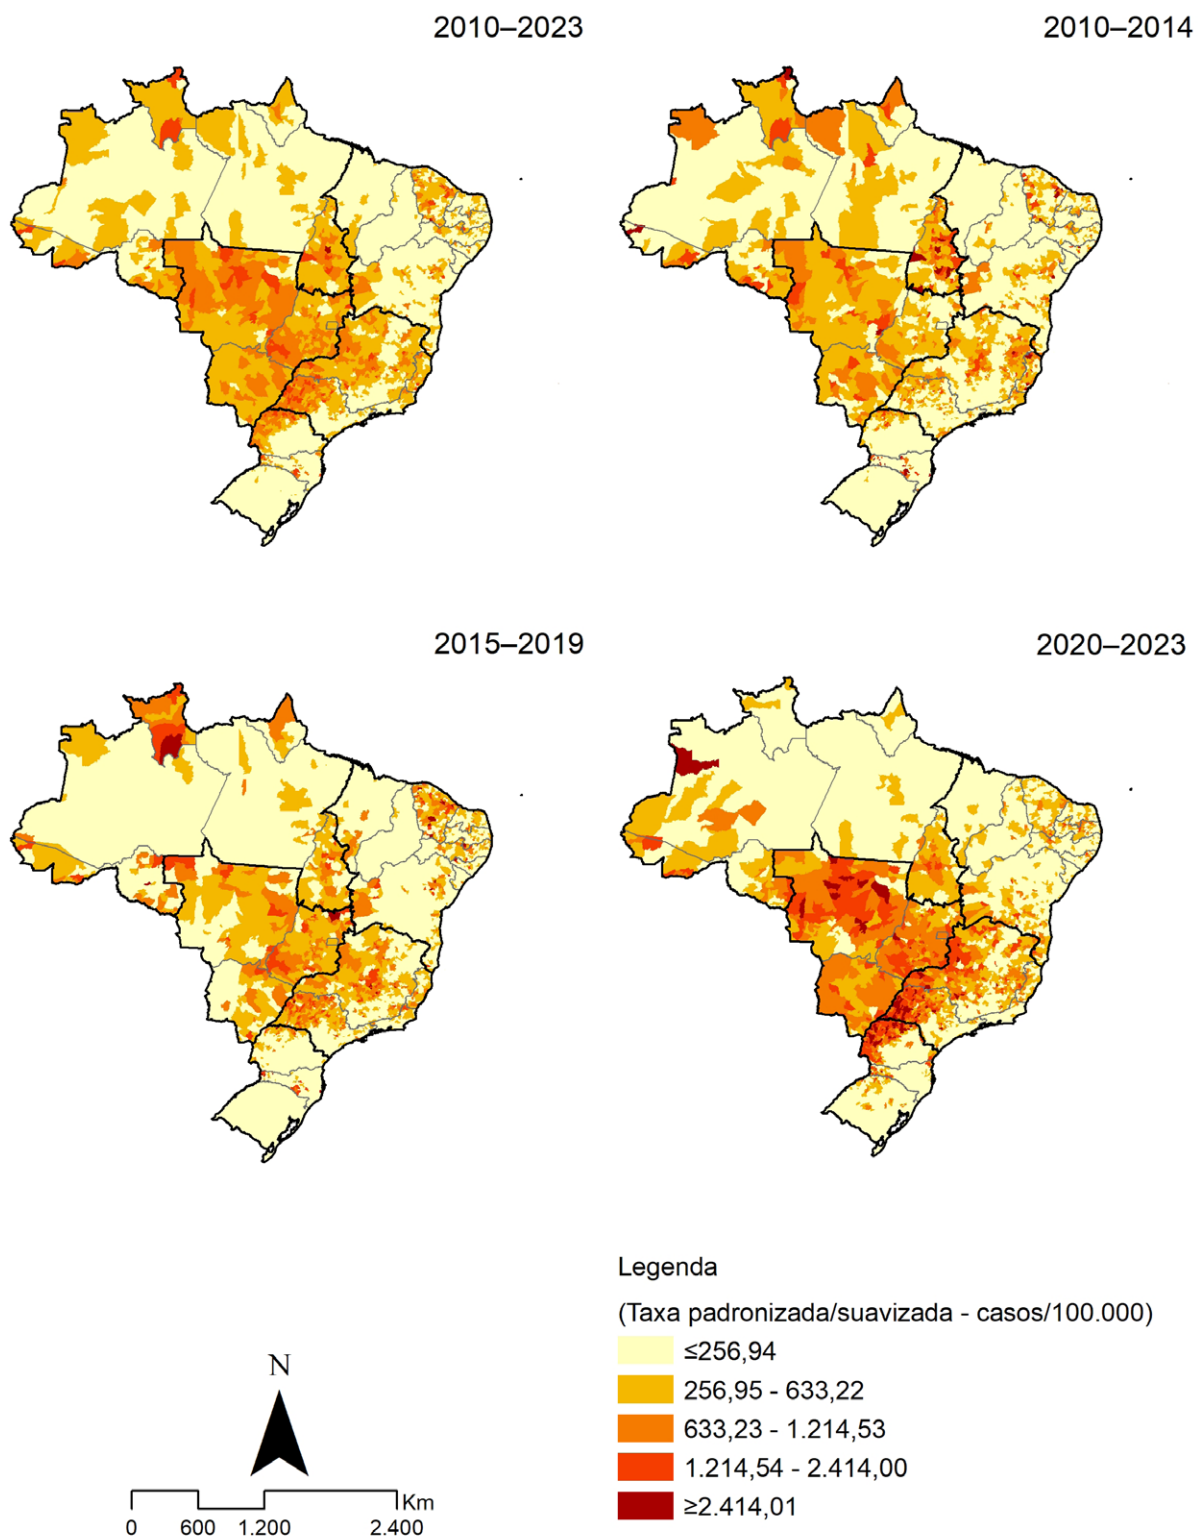 2010–2023
2010–2014
2015–2019
2020–2023
Legenda
(Taxa padronizada/suavizada - casos/100.000)
≤256,94
256,95 - 633,22
633,23 - 1.214,53
1.214,54 - 2.414,00
≥2.414,01
N
Km
0 600 1.200 2.400